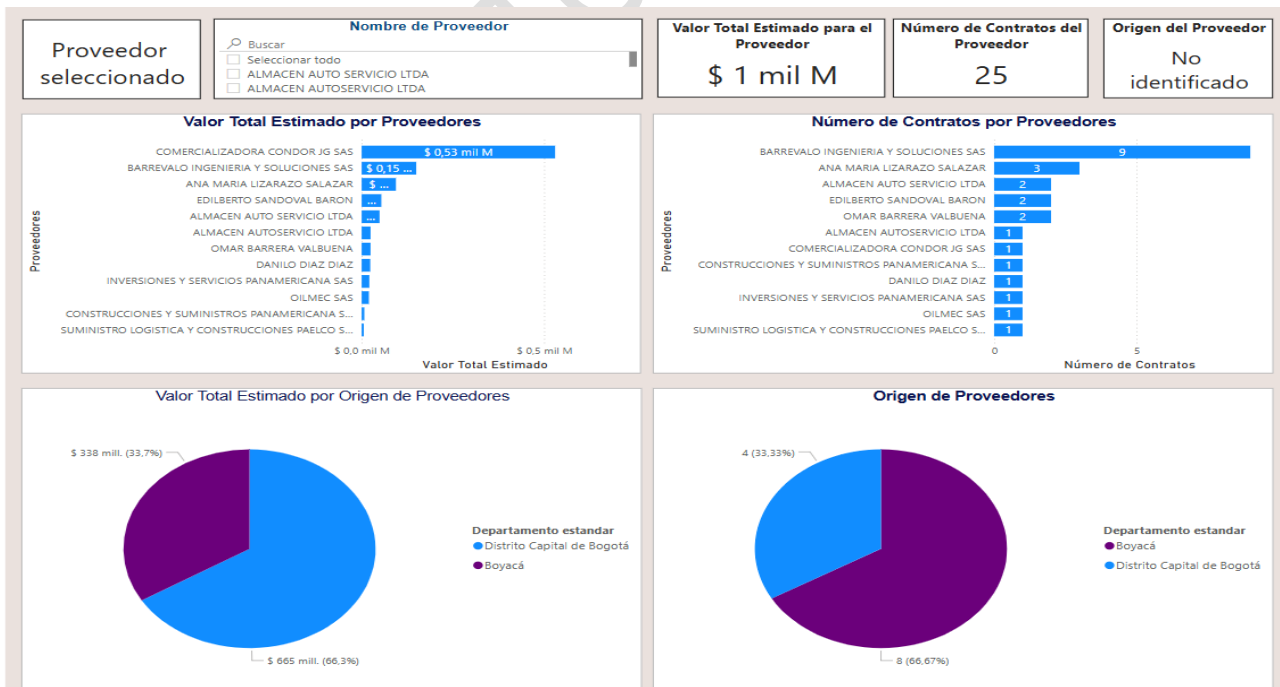 Proveedor
seleccionado
Nombre de Proveedor
Buscar
Seleccionar todo
ALMACEN AUTO SERVICIO LTDA
ALMACEN AUTOSERVICIO LTDA
Valor Total Estimado para el
Proveedor
$ 1 mil M
Número de Contratos del
Proveedor
25
Origen del Proveedor
No
identificado
Valor Total Estimado por Proveedores
Proveedores
COMERCIALIZADORA CONDOR JG SAS $ 0,53 mil M
BARREVALO INGENIERIA Y SOLUCIONES SAS $ 0,15 ...
ANA MARIA LIZARAZO SALAZAR $ ...
EDILBERTO SANDOVAL BARON ...
ALMACEN AUTO SERVICIO LTDA ...
ALMACEN AUTOSERVICIO LTDA
OMAR BARRERA VALBUENA
DANILO DIAZ DIAZ
INVERSIONES Y SERVICIOS PANAMERICANA SAS
OILMEC SAS
CONSTRUCCIONES Y SUMINISTROS PANAMERICANA S...
SUMINISTRO LOGISTICA Y CONSTRUCCIONES PAELCO S...
$ 0,0 mil M $ 0,5 mil M
Valor Total Estimado
Número de Contratos por Proveedores
Proveedores
BARREVALO INGENIERIA Y SOLUCIONES SAS 9
ANA MARIA LIZARAZO SALAZAR 3
ALMACEN AUTO SERVICIO LTDA 2
EDILBERTO SANDOVAL BARON 2
OMAR BARRERA VALBUENA 2
ALMACEN AUTOSERVICIO LTDA 1
COMERCIALIZADORA CONDOR JG SAS 1
CONSTRUCCIONES Y SUMINISTROS PANAMERICANA S... 1
DANILO DIAZ DIAZ 1
INVERSIONES Y SERVICIOS PANAMERICANA SAS 1
OILMEC SAS 1
SUMINISTRO LOGISTICA Y CONSTRUCCIONES PAELCO S... 1
0 5
Número de Contratos
Valor Total Estimado por Origen de Proveedores
$ 338 mill. (33,7%)
$ 665 mill. (66,3%)
Departamento estandar
Distrito Capital de Bogotá
Boyacá
Origen de Proveedores
4 (33,33%)
8 (66,67%)
Departamento estandar
Boyacá
Distrito Capital de Bogotá